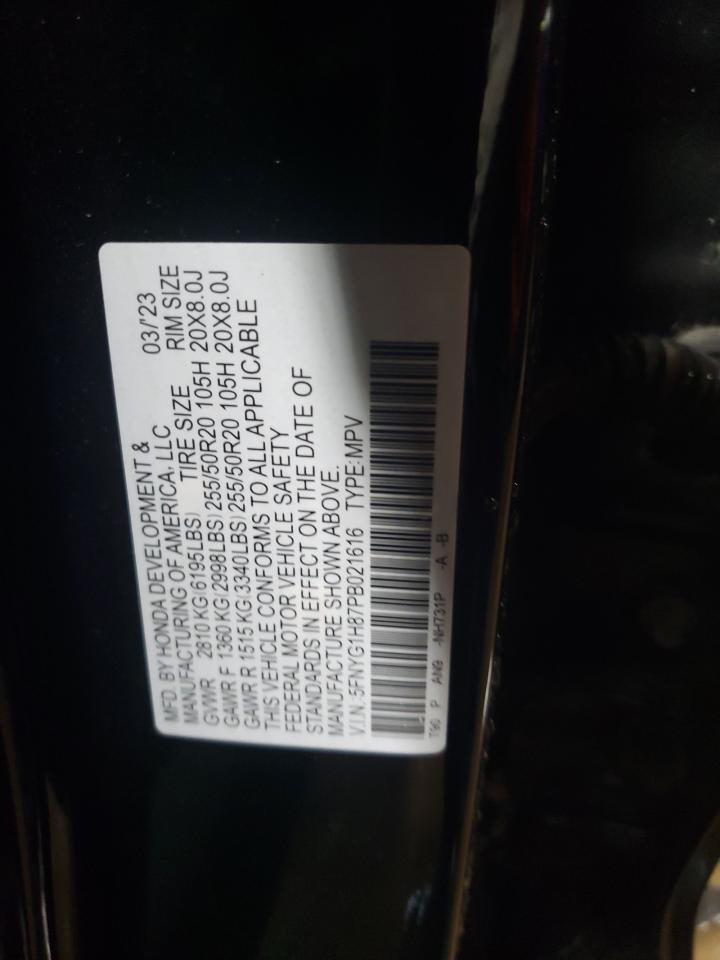 MFD. BY HONDA DEVELOPMENT &
MANUFACTURING OF AMERICA, LLC 03/'23
GVWR 2810 KG(6195LBS) TIRE SIZE RIM SIZE
GAWR F 1360 KG(2998LBS) 255/50R20 105H 20X8.0J
GAWR R 1515 KG(3340LBS) 255/50R20 105H 20X8.0J
THIS VEHICLE CONFORMS TO ALL APPLICABLE
FEDERAL MOTOR VEHICLE SAFETY
STANDARDS IN EFFECT ON THE DATE OF
MANUFACTURE SHOWN ABOVE.
V.I.N.:5FNYG1H87PB021616 TYPE:MPV
T90 P ANG -NH731P -A -B